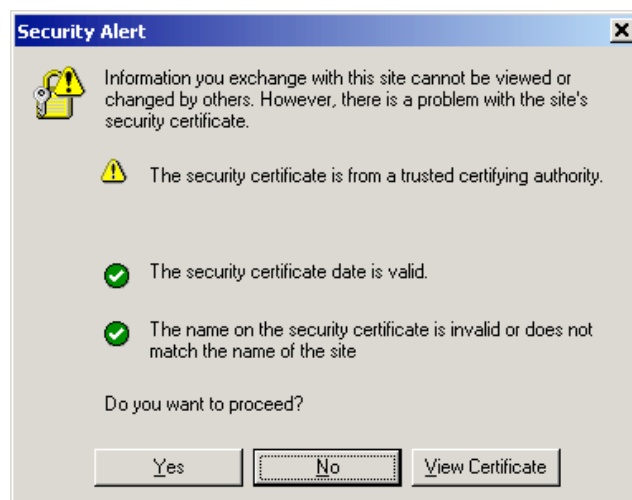 Security Alert
Information you exchange with this site cannot be viewed or
changed by others. However, there is a problem with the site's
security certificate.
The security certificate is from a trusted certifying authority.
The security certificate date is valid.
The name on the security certificate is invalid or does not
match the name of the site
Do you want to proceed?
Yes No View Certificate